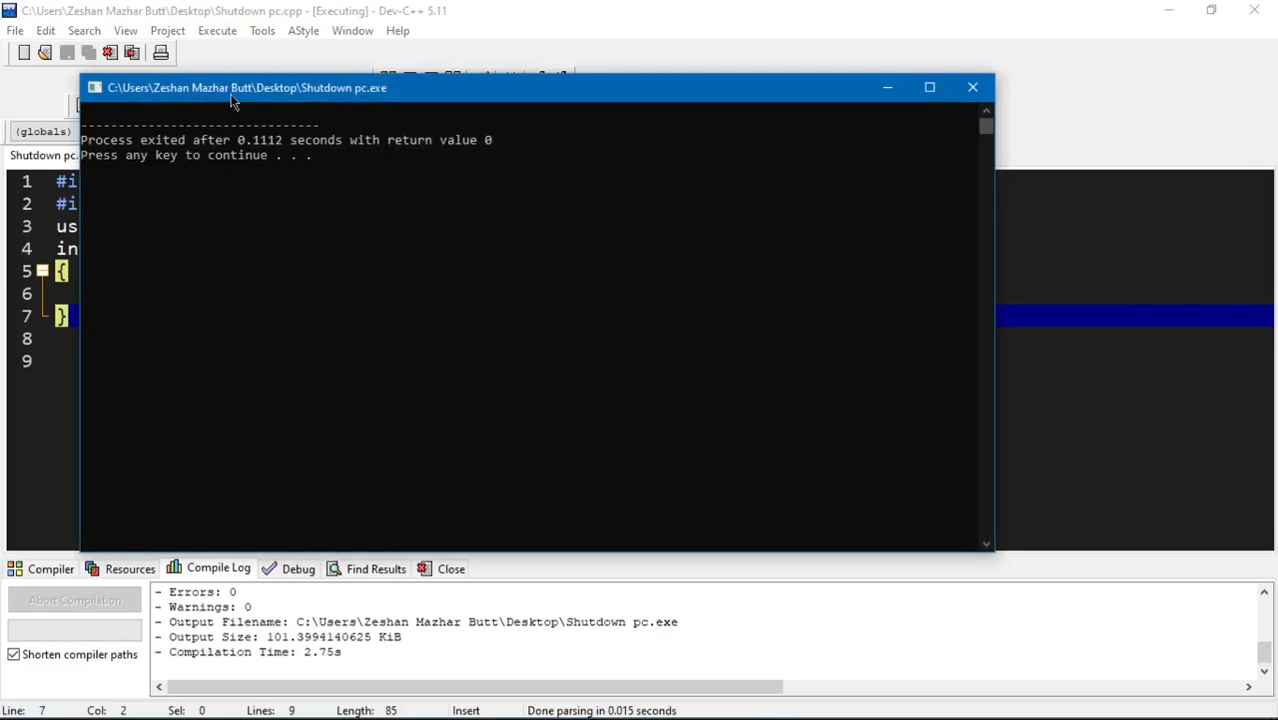 C:\Users\Zeshan Mazhar Butt\Desktop\Shutdown pc.cpp - [Executing] - Dev-C++ 5.11
File Edit Search View Project Execute Tools AStyle Window Help
C:\Users\Zeshan Mazhar Butt\Desktop\Shutdown pc.exe
(globals)
--------------------------------
Process exited after 0.1112 seconds with return value 0
Press any key to continue . . .
Shutdown pc.
1 #i
2 #i
3 us
4 in
5 {
6
7 }
8
9
Compiler Resources Compile Log Debug Find Results Close
Abort Compilation
Shorten compiler paths
- Errors: 0
- Warnings: 0
- Output Filename: C:\Users\Zeshan Mazhar Butt\Desktop\Shutdown pc.exe
- Output Size: 101.3994140625 KiB
- Compilation Time: 2.75s
Line: 7 Col: 2 Sel: 0 Lines: 9 Length: 85 Insert Done parsing in 0.015 seconds